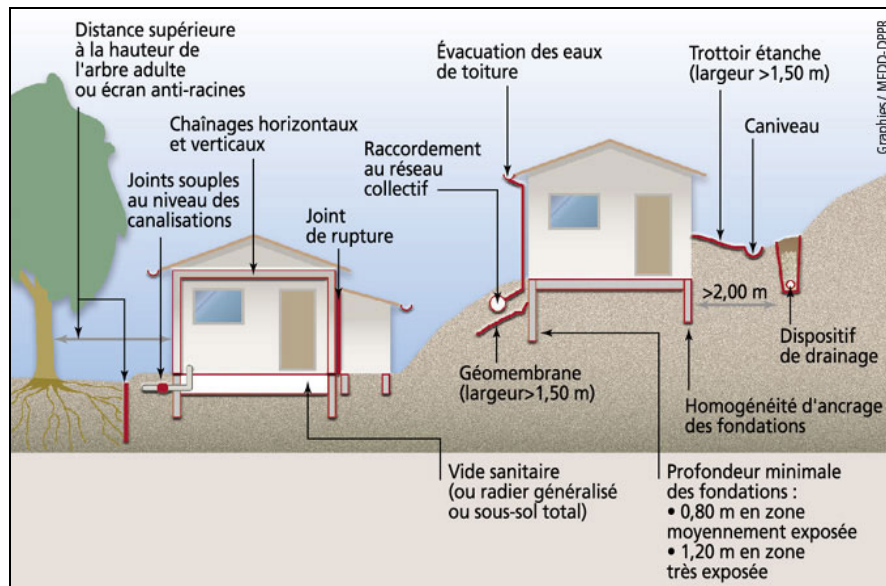 Distance supérieure
à la hauteur de
l'arbre adulte
ou écran anti-racines
Chaînages horizontaux
et verticaux
Joints souples
au niveau des
canalisations
Joint
de rupture
Évacuation des eaux
de toiture
Raccordement
au réseau
collectif
Trottoir étanche
(largeur >1,50 m)
Caniveau
Graphies / MEDD-DPPR
>2,00 m
Dispositif
de drainage
Géomembrane
(largeur>1,50 m)
Homogénéité d'ancrage
des fondations
Vide sanitaire
(ou radier généralisé
ou sous-sol total)
Profondeur minimale
des fondations :
• 0,80 m en zone
moyennement exposée
• 1,20 m en zone
très exposée